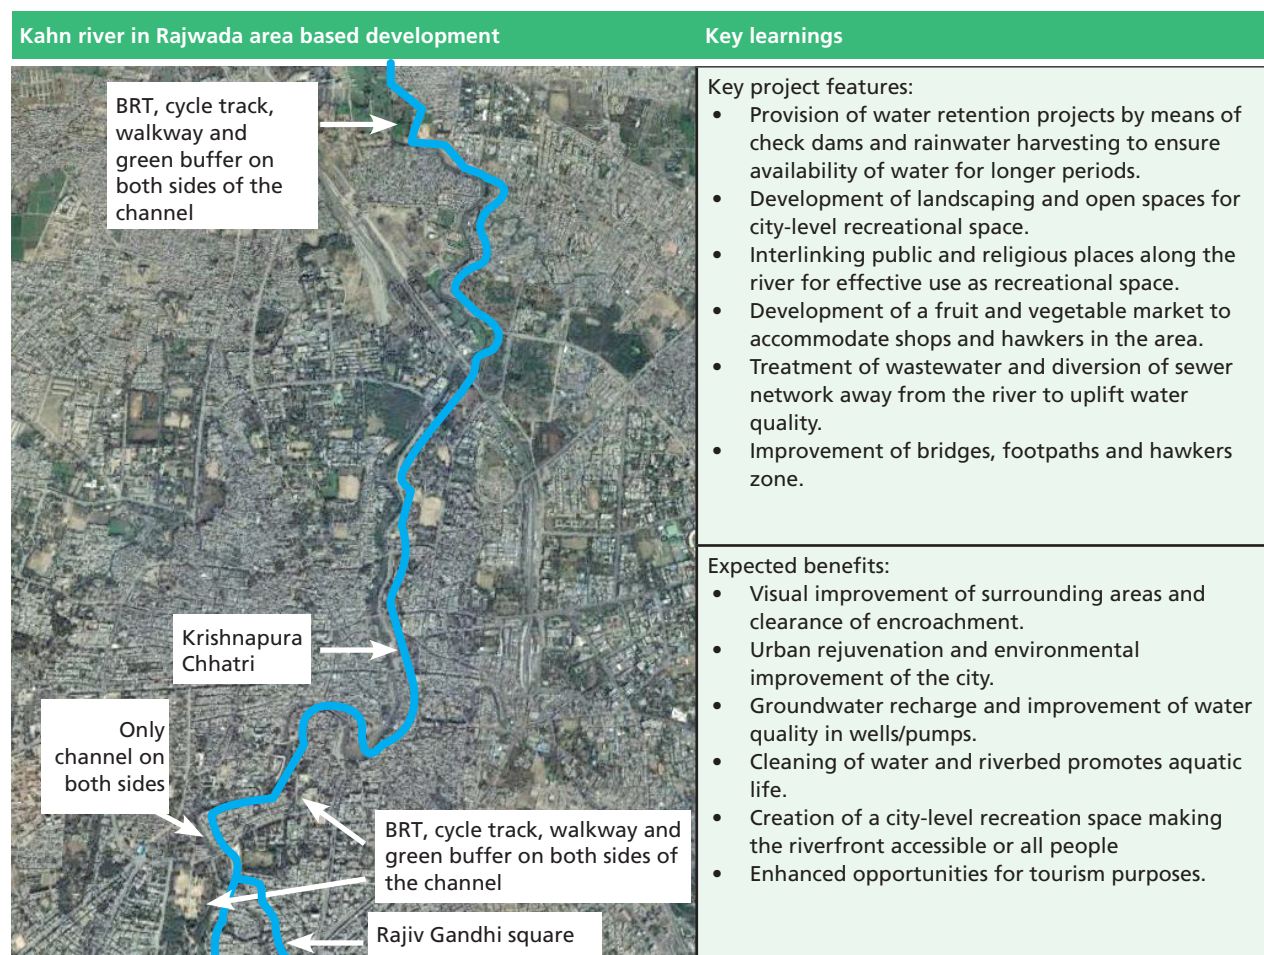 Kahn river in Rajwada area based development
Key learnings
BRT, cycle track,
walkway and
green buffer on
both sides of the
channel
Krishnapura
Chhatri
Only
channel on
both sides
BRT, cycle track, walkway and
green buffer on both sides of
the channel
Rajiv Gandhi square
Key project features:
• Provision of water retention projects by means of
check dams and rainwater harvesting to ensure
availability of water for longer periods.
• Development of landscaping and open spaces for
city-level recreational space.
• Interlinking public and religious places along the
river for effective use as recreational space.
• Development of a fruit and vegetable market to
accommodate shops and hawkers in the area.
• Treatment of wastewater and diversion of sewer
network away from the river to uplift water
quality.
• Improvement of bridges, footpaths and hawkers
zone.
Expected benefits:
• Visual improvement of surrounding areas and
clearance of encroachment.
• Urban rejuvenation and environmental
improvement of the city.
• Groundwater recharge and improvement of water
quality in wells/pumps.
• Cleaning of water and riverbed promotes aquatic
life.
• Creation of a city-level recreation space making
the riverfront accessible or all people
• Enhanced opportunities for tourism purposes.